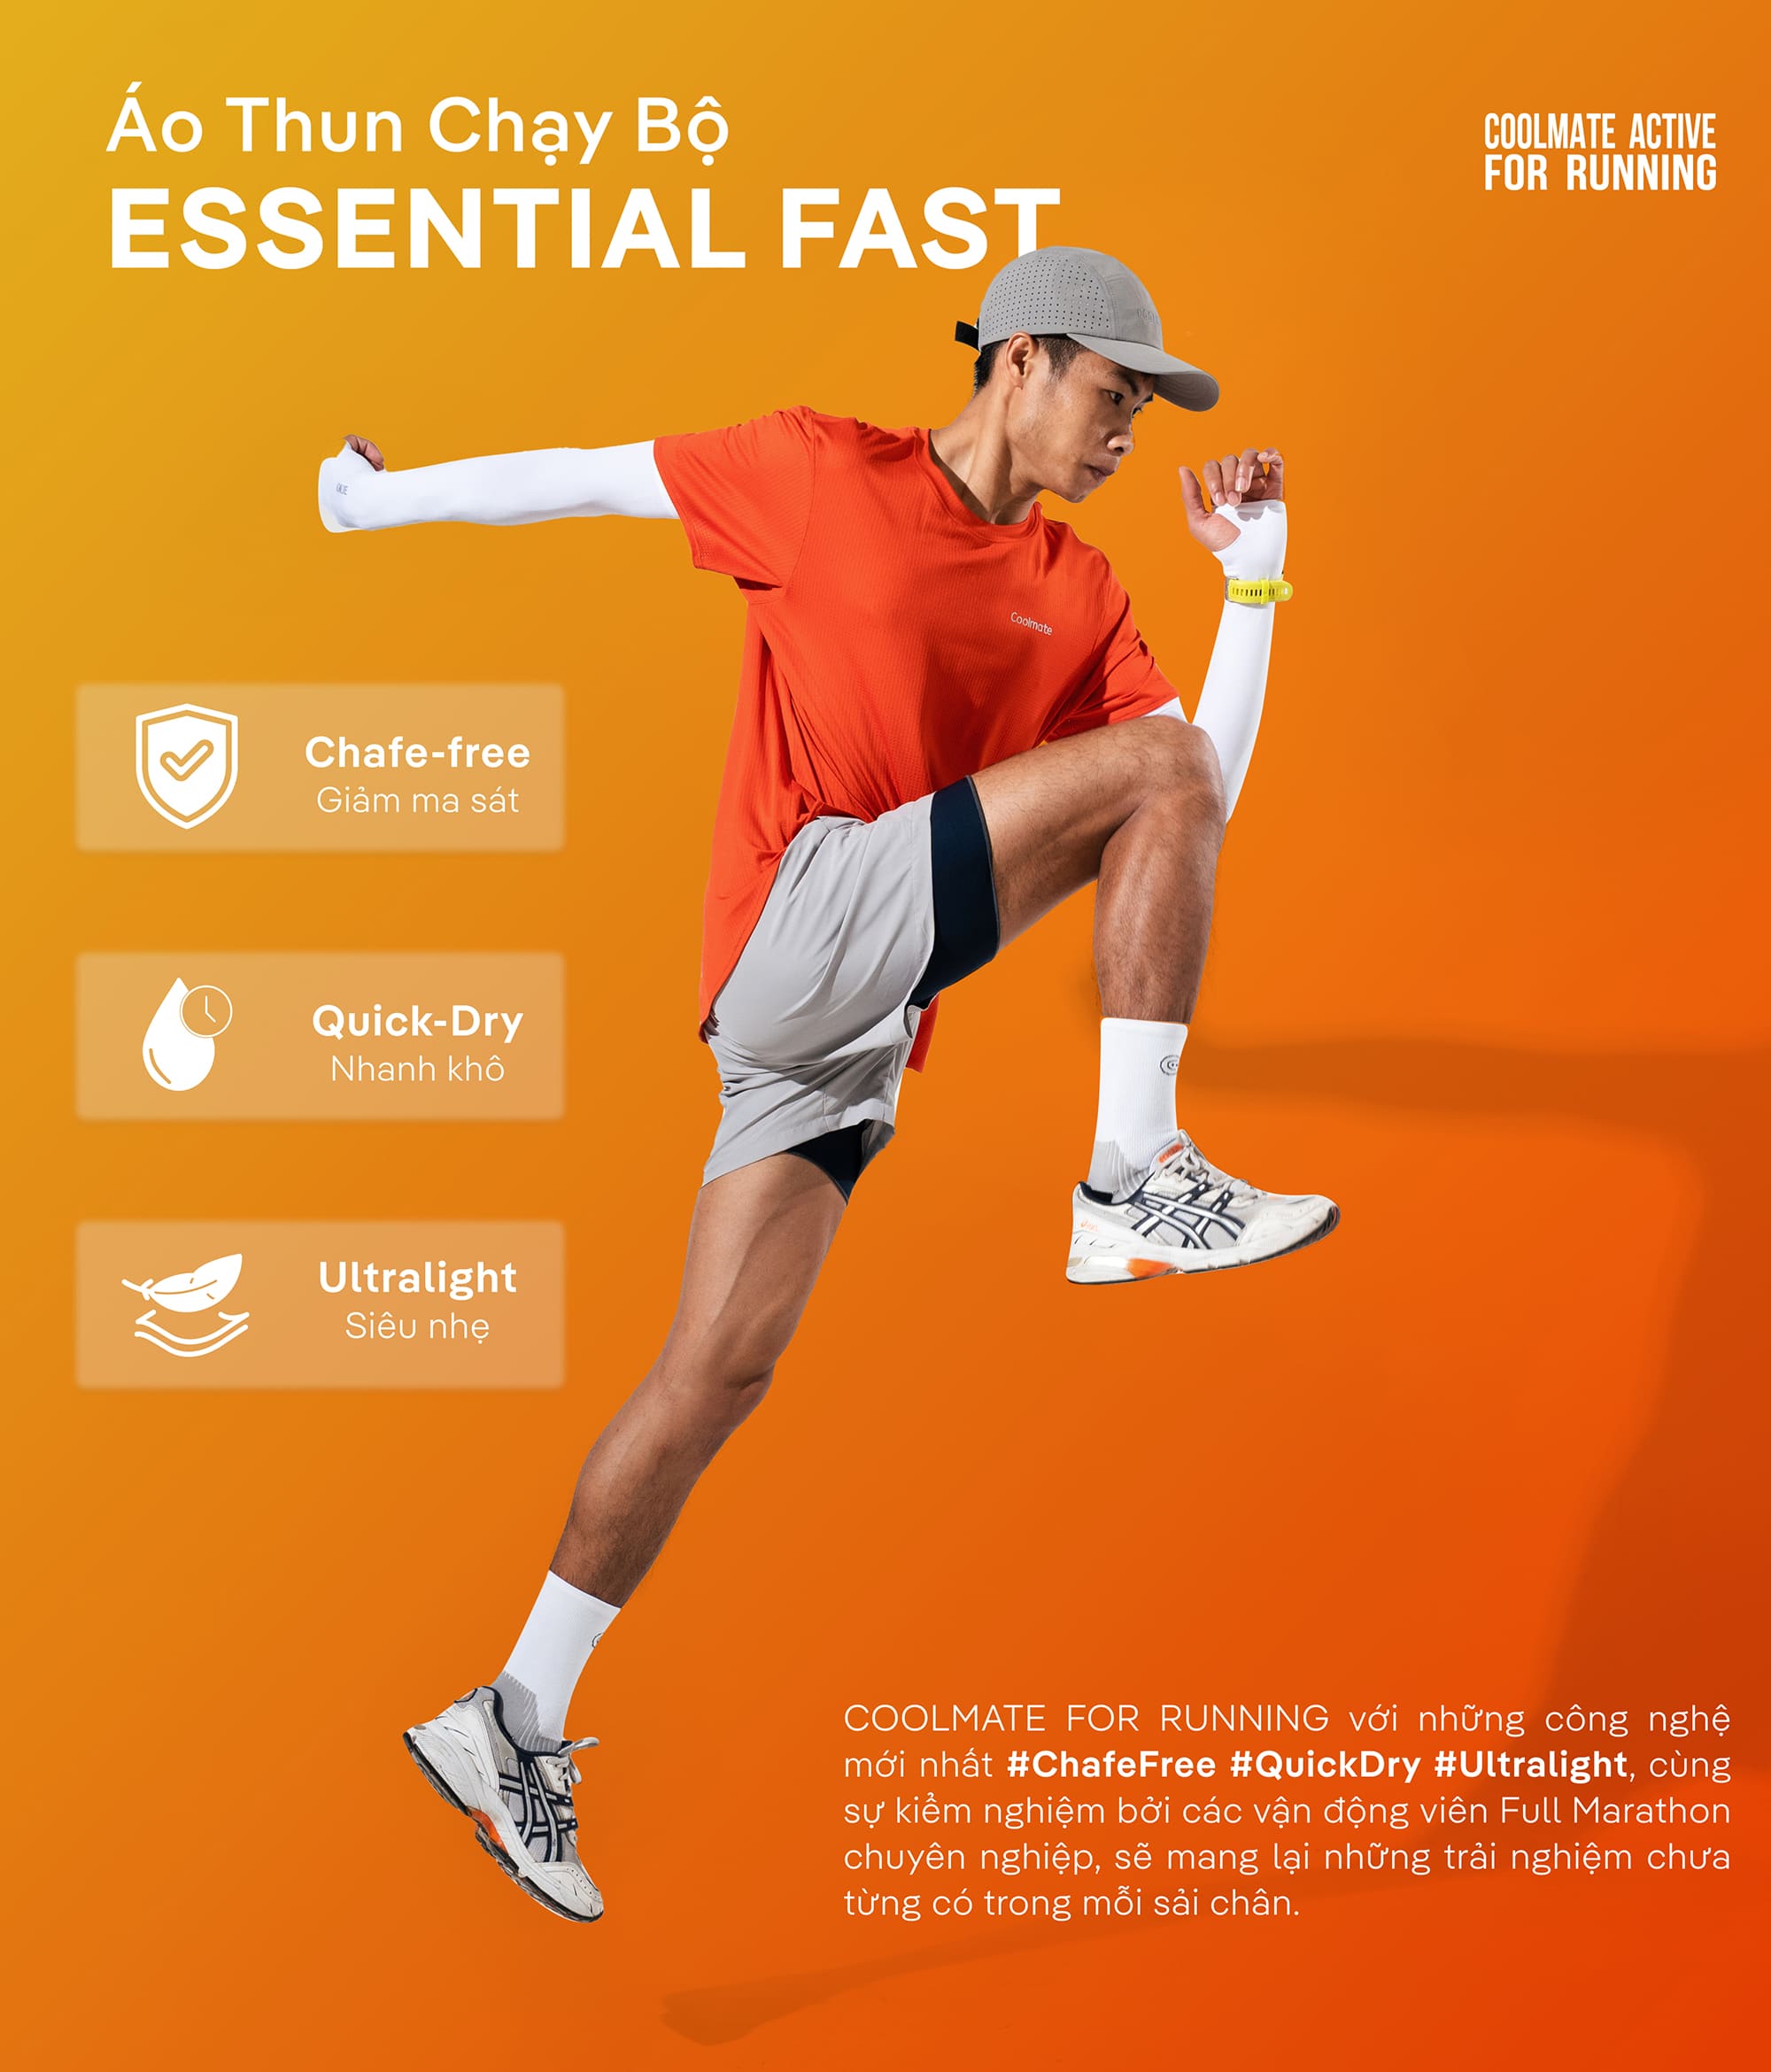 Áo Thun Chạy Bộ
ESSENTIAL FAST
COOLMATE ACTIVE
FOR RUNNING
Coolmate
Chafe-free
Giảm ma sát
Quick-Dry
Nhanh khô
Ultralight
Siêu nhẹ
COOLMATE FOR RUNNING với những công nghệ
mới nhất #ChafeFree #QuickDry #Ultralight, cùng
sự kiểm nghiệm bởi các vận động viên Full Marathon
chuyên nghiệp, sẽ mang lại những trải nghiệm chưa
từng có trong mỗi sải chân.